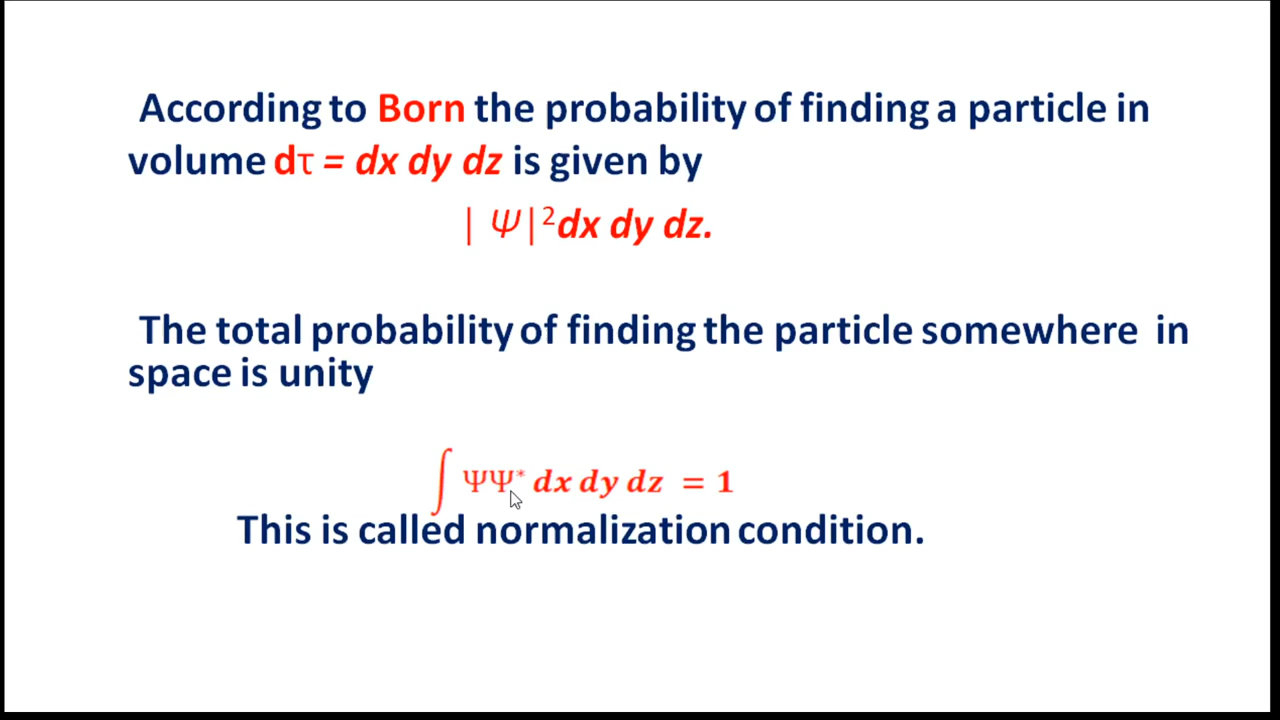 According to Born the probability of finding a particle in
volume dτ = dx dy dz is given by
| Ψ|²dx dy dz.
The total probability of finding the particle somewhere in
space is unity
∫ ΨΨ* dx dy dz = 1
This is called normalization condition.